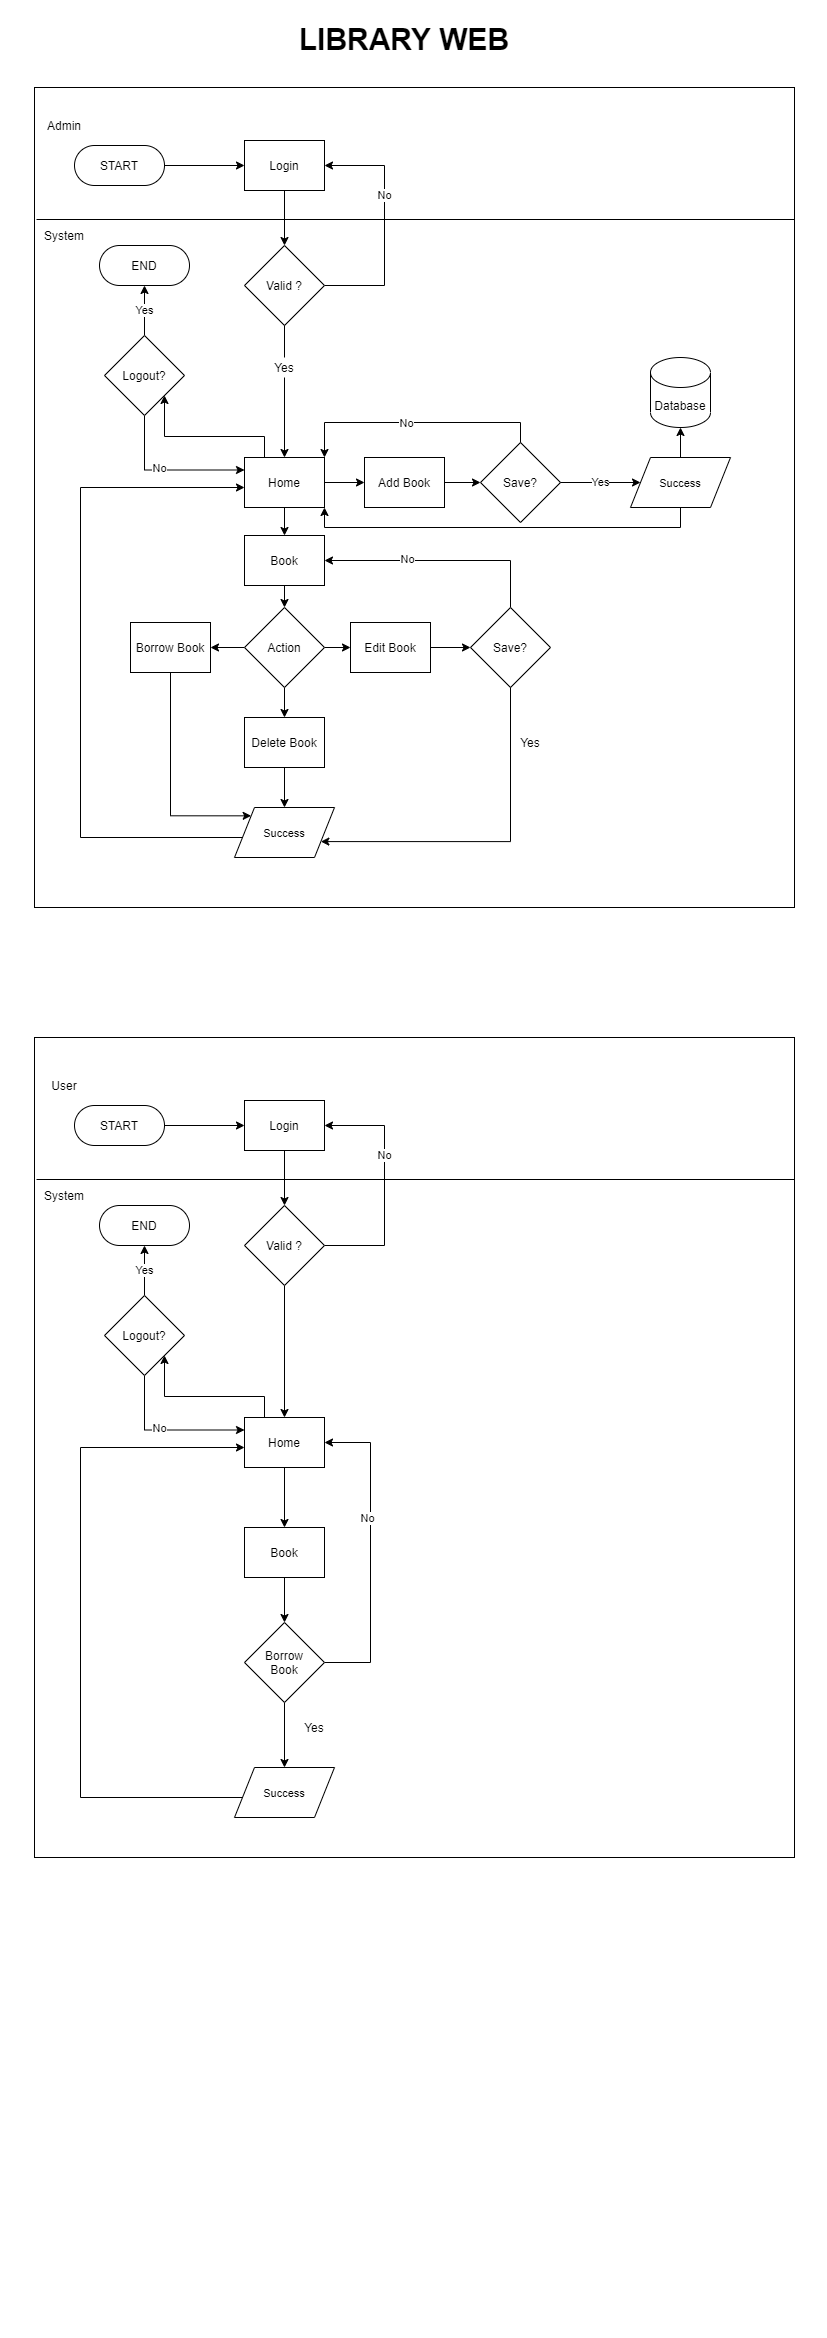 LIBRARY WEB
Admin
START
Login
No
System
END
Valid ?
Yes
Logout?
Yes
Database
No
No
Home
Add Book
Save?
Yes
Success
Book
No
Borrow Book
Action
Edit Book
Save?
Delete Book
Yes
Success
User
START
Login
No
System
END
Valid ?
Yes
Logout?
No
Home
No
Book
Borrow
Book
Yes
Success